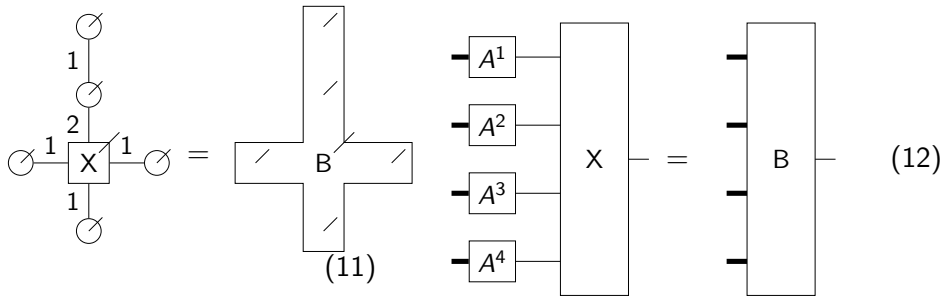 1
2
1 X 1 = B
1
(11)
A¹
A²
X = B (12)
A³
A⁴